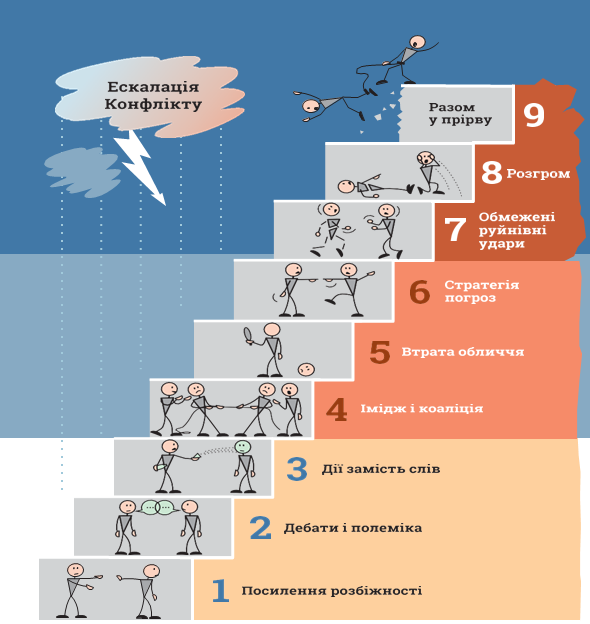 Ескалація
Конфлікту
Разом
у прірву
9
8 Розгром
7 Обмежені
руйнівні
удари
6 Стратегія
погроз
5 Втрата обличчя
4 Імідж і коаліція
3 Дії замість слів
2 Дебати і полеміка
1 Посилення розбіжності